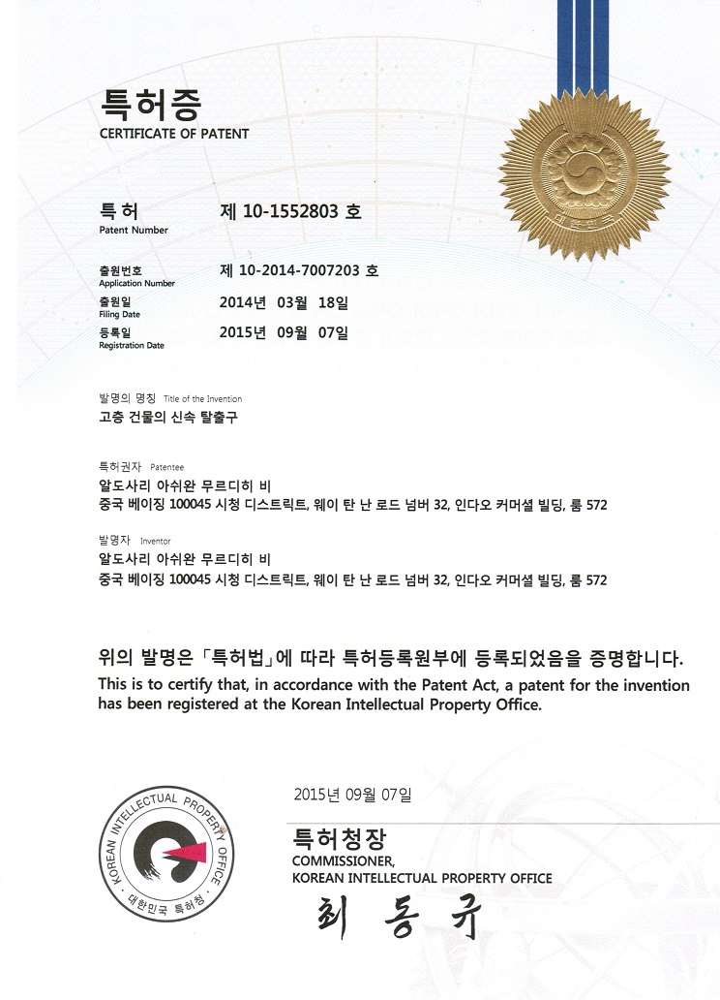 특허증
CERTIFICATE OF PATENT
대한민국
특허 제 10-1552803 호
Patent Number
출원번호 제 10-2014-7007203 호
Application Number
출원일 2014년 03월 18일
Filing Date
등록일 2015년 09월 07일
Registration Date
발명의 명칭 Title of the Invention
고층 건물의 신속 탈출구
특허권자 Patentee
알도사리 아쉬완 무르디히 비
중국 베이징 100045 시청 디스트릭트, 웨이 탄 난 로드 넘버 32, 인다오 커머셜 빌딩, 룸 572
발명자 Inventor
알도사리 아쉬완 무르디히 비
중국 베이징 100045 시청 디스트릭트, 웨이 탄 난 로드 넘버 32, 인다오 커머셜 빌딩, 룸 572
위의 발명은 「특허법」에 따라 특허등록원부에 등록되었음을 증명합니다.
This is to certify that, in accordance with the Patent Act, a patent for the invention
has been registered at the Korean Intellectual Property Office.
2015년 09월 07일
특허청장
COMMISSIONER,
KOREAN INTELLECTUAL PROPERTY OFFICE
최동규
KOREAN INTELLECTUAL PROPERTY OFFICE
대한민국 특허청